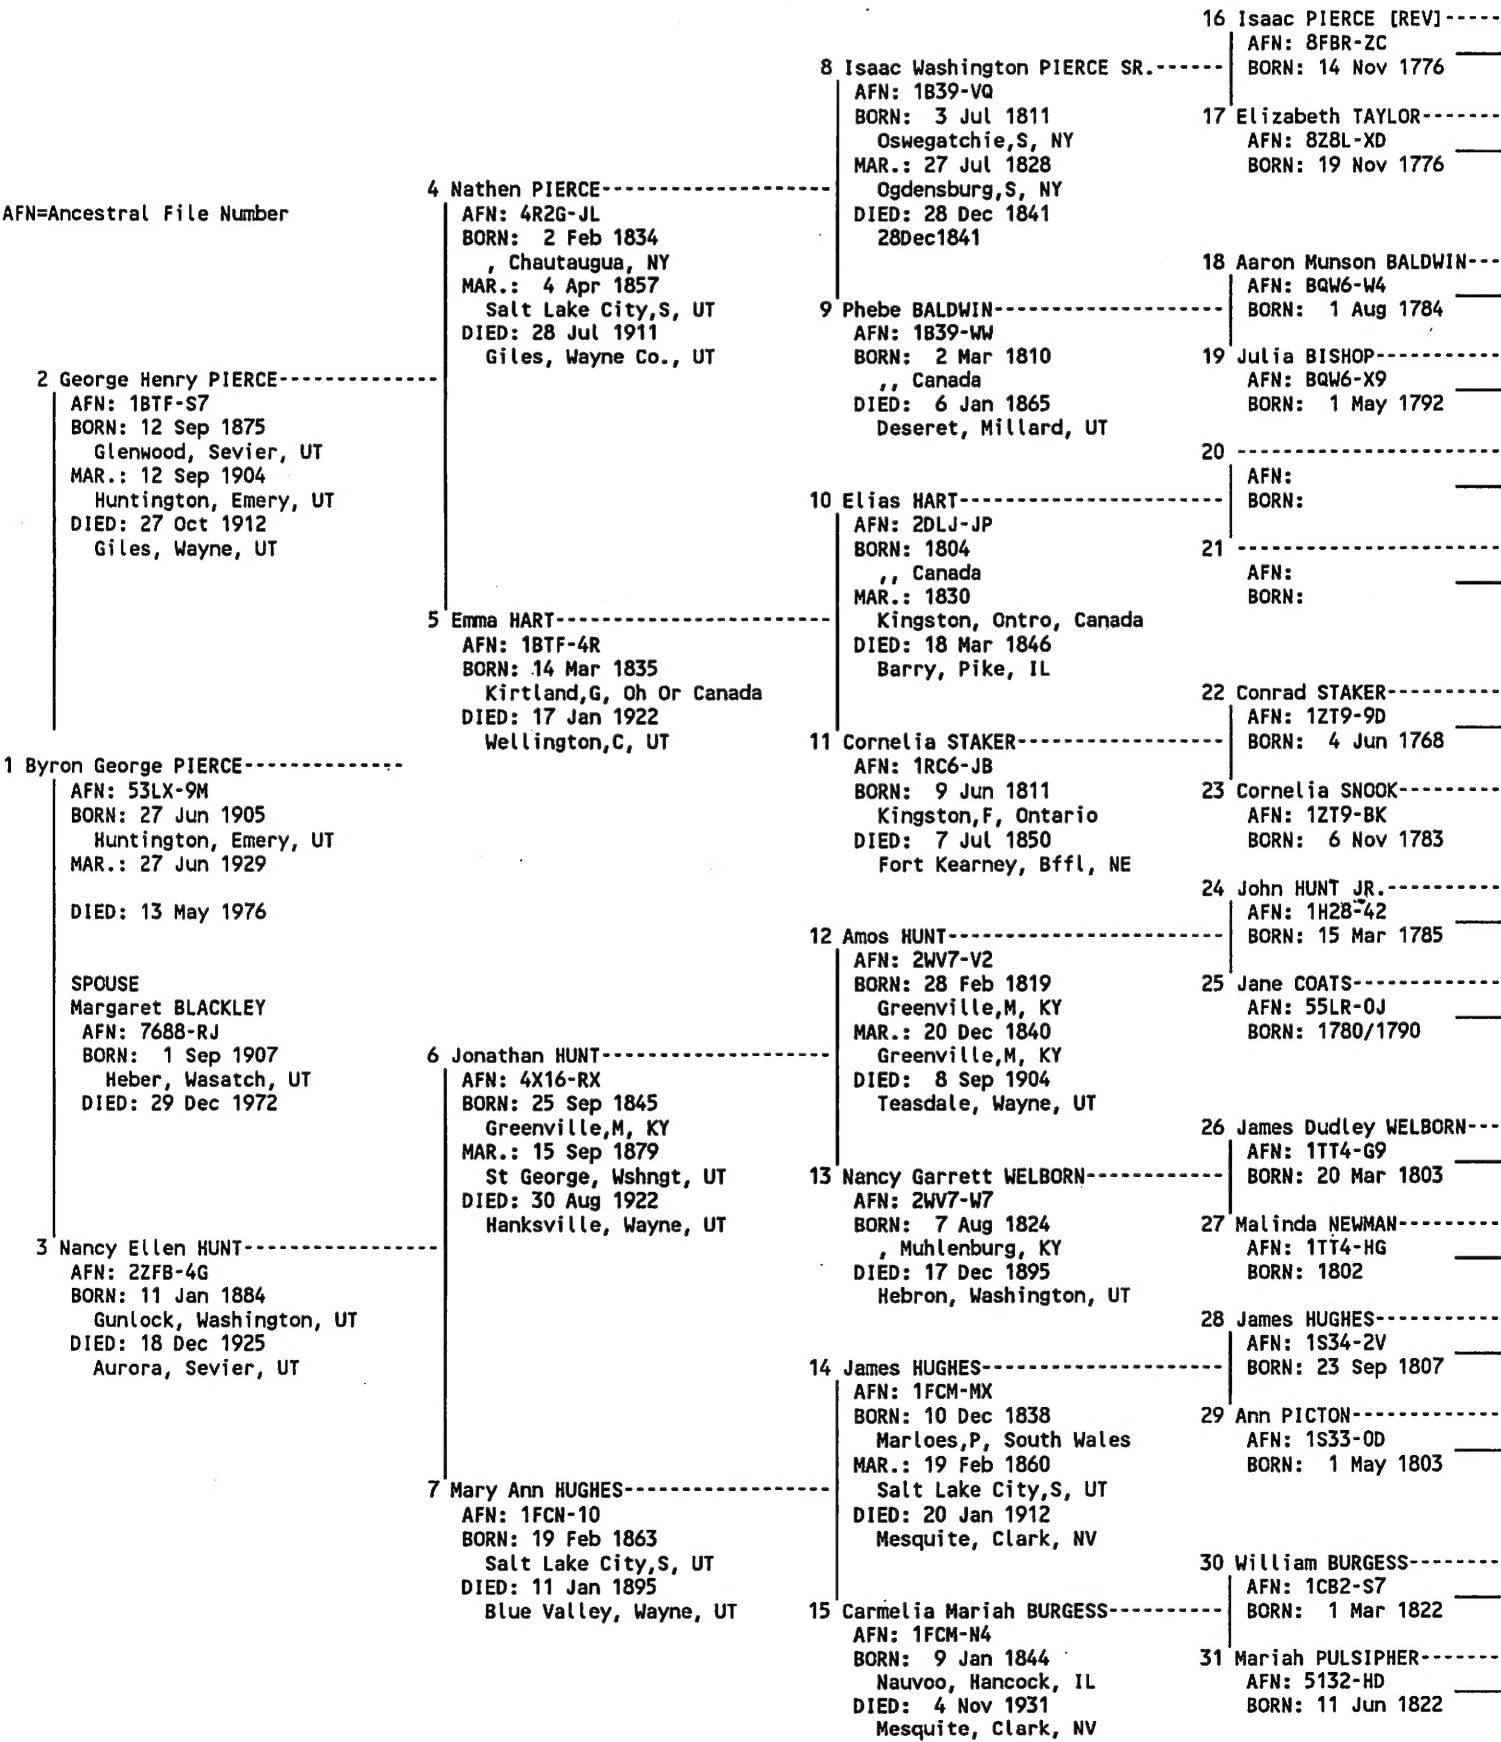 AFN=Ancestral File Number
1 Byron George PIERCE
AFN: 53LX-9M
BORN: 27 Jun 1905
Huntington, Emery, UT
MAR.: 27 Jun 1929
DIED: 13 May 1976
SPOUSE
Margaret BLACKLEY
AFN: 7688-RJ
BORN: 1 Sep 1907
Heber, Wasatch, UT
DIED: 29 Dec 1972
2 George Henry PIERCE
AFN: 1BTF-S7
BORN: 12 Sep 1875
Glenwood, Sevier, UT
MAR.: 12 Sep 1904
Huntington, Emery, UT
DIED: 27 Oct 1912
Giles, Wayne, UT
3 Nancy Ellen HUNT
AFN: 2ZFB-4G
BORN: 11 Jan 1884
Gunlock, Washington, UT
DIED: 18 Dec 1925
Aurora, Sevier, UT
4 Nathen PIERCE
AFN: 4R2G-JL
BORN: 2 Feb 1834
, Chautaugua, NY
MAR.: 4 Apr 1857
Salt Lake City,S, UT
DIED: 28 Jul 1911
Giles, Wayne Co., UT
5 Emma HART
AFN: 1BTF-4R
BORN: 14 Mar 1835
Kirtland,G, Oh Or Canada
DIED: 17 Jan 1922
Wellington,C, UT
6 Jonathan HUNT
AFN: 4X16-RX
BORN: 25 Sep 1845
Greenville,M, KY
MAR.: 15 Sep 1879
St George, Wshngt, UT
DIED: 30 Aug 1922
Hanksville, Wayne, UT
7 Mary Ann HUGHES
AFN: 1FCN-10
BORN: 19 Feb 1863
Salt Lake City,S, UT
DIED: 11 Jan 1895
Blue Valley, Wayne, UT
8 Isaac Washington PIERCE SR.
AFN: 1B39-VQ
BORN: 3 Jul 1811
Oswegatchie,S, NY
MAR.: 27 Jul 1828
Ogdensburg,S, NY
DIED: 28 Dec 1841
28Dec1841
9 Phebe BALDWIN
AFN: 1B39-WW
BORN: 2 Mar 1810
,, Canada
DIED: 6 Jan 1865
Deseret, Millard, UT
10 Elias HART
AFN: 2DLJ-JP
BORN: 1804
,, Canada
MAR.: 1830
Kingston, Ontro, Canada
DIED: 18 Mar 1846
Barry, Pike, IL
11 Cornelia STAKER
AFN: 1RC6-JB
BORN: 9 Jun 1811
Kingston,F, Ontario
DIED: 7 Jul 1850
Fort Kearney, Bffl, NE
12 Amos HUNT
AFN: 2WV7-V2
BORN: 28 Feb 1819
Greenville,M, KY
MAR.: 20 Dec 1840
Greenville,M, KY
DIED: 8 Sep 1904
Teasdale, Wayne, UT
13 Nancy Garrett WELBORN
AFN: 2WV7-W7
BORN: 7 Aug 1824
, Muhlenburg, KY
DIED: 17 Dec 1895
Hebron, Washington, UT
14 James HUGHES
AFN: 1FCM-MX
BORN: 10 Dec 1838
Marloes,P, South Wales
MAR.: 19 Feb 1860
Salt Lake City,S, UT
DIED: 20 Jan 1912
Mesquite, Clark, NV
15 Carmelia Mariah BURGESS
AFN: 1FCM-N4
BORN: 9 Jan 1844
Nauvoo, Hancock, IL
DIED: 4 Nov 1931
Mesquite, Clark, NV
16 Isaac PIERCE [REV]
AFN: 8FBR-ZC
BORN: 14 Nov 1776
17 Elizabeth TAYLOR
AFN: 8Z8L-XD
BORN: 19 Nov 1776
18 Aaron Munson BALDWIN
AFN: BQW6-W4
BORN: 1 Aug 1784
19 Julia BISHOP
AFN: BQW6-X9
BORN: 1 May 1792
20
AFN:
BORN:
21
AFN:
BORN:
22 Conrad STAKER
AFN: 1ZT9-9D
BORN: 4 Jun 1768
23 Cornelia SNOOK
AFN: 1ZT9-BK
BORN: 6 Nov 1783
24 John HUNT JR.
AFN: 1H28-42
BORN: 15 Mar 1785
25 Jane COATS
AFN: 55LR-0J
BORN: 1780/1790
26 James Dudley WELBORN
AFN: 1TT4-G9
BORN: 20 Mar 1803
27 Malinda NEWMAN
AFN: 1TT4-HG
BORN: 1802
28 James HUGHES
AFN: 1S34-2V
BORN: 23 Sep 1807
29 Ann PICTON
AFN: 1S33-0D
BORN: 1 May 1803
30 William BURGESS
AFN: 1CB2-S7
BORN: 1 Mar 1822
31 Mariah PULSIPHER
AFN: 5132-HD
BORN: 11 Jun 1822